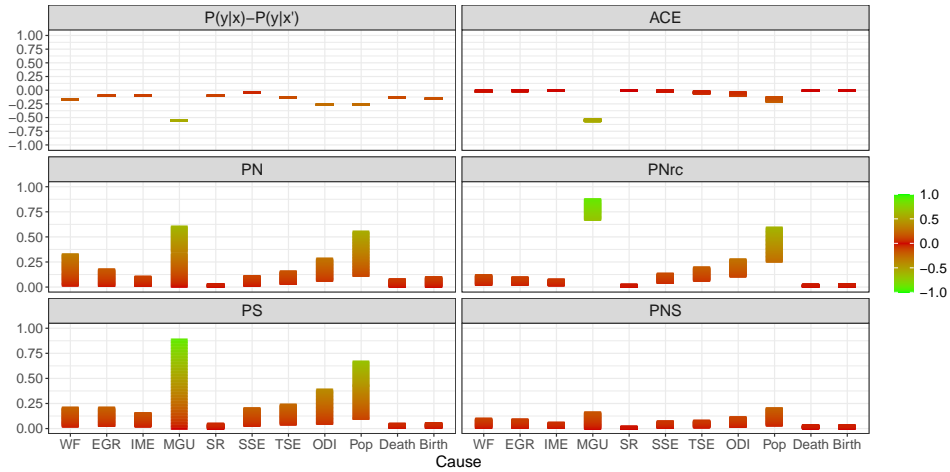 P(y|x)−P(y|x')
ACE
1.00
0.75
0.50
0.25
0.00
−0.25
−0.50
−0.75
−1.00
PN
PNrc
1.00
0.75
0.50
0.25
0.00
1.0
0.5
0.0
−0.5
−1.0
PS
PNS
1.00
0.75
0.50
0.25
0.00
WF EGR IME MGU SR SSE TSE ODI Pop Death Birth
WF EGR IME MGU SR SSE TSE ODI Pop Death Birth
Cause